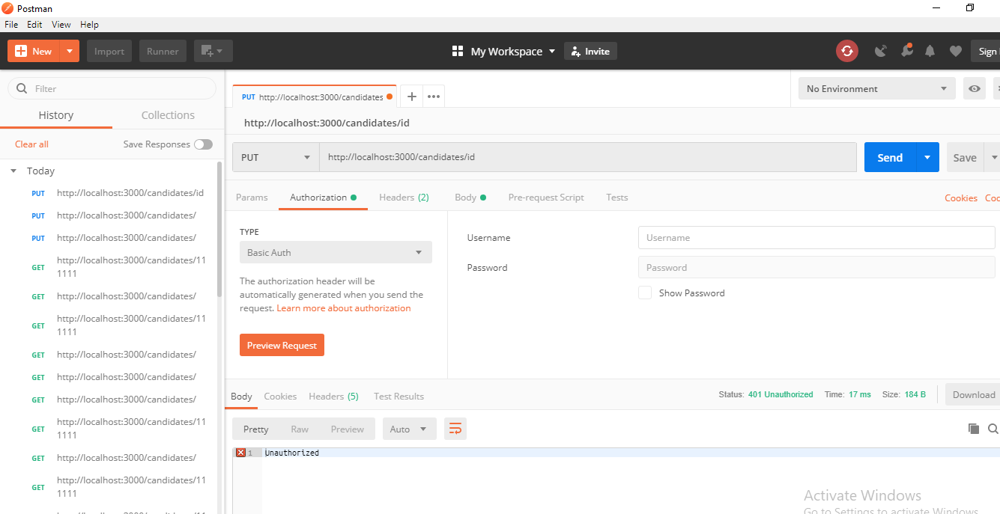 Postman
File Edit View Help
New Import Runner My Workspace Invite Sign
Filter
History Collections
Clear all Save Responses
Today
PUT http://localhost:3000/candidates/id
PUT http://localhost:3000/candidates/
PUT http://localhost:3000/candidates/
GET http://localhost:3000/candidates/11
1111
GET http://localhost:3000/candidates/
GET http://localhost:3000/candidates/11
1111
GET http://localhost:3000/candidates/
GET http://localhost:3000/candidates/
GET http://localhost:3000/candidates/
GET http://localhost:3000/candidates/11
1111
GET http://localhost:3000/candidates/
GET http://localhost:3000/candidates/11
1111
PUT http://localhost:3000/candidates
No Environment
http://localhost:3000/candidates/id
PUT http://localhost:3000/candidates/id Send Save
Params Authorization Headers (2) Body Pre-request Script Tests Cookies
TYPE
Basic Auth
The authorization header will be
automatically generated when you send the
request. Learn more about authorization
Preview Request
Username Username
Password Password
Show Password
Body Cookies Headers (5) Test Results Status: 401 Unauthorized Time: 17 ms Size: 184 B Download
Pretty Raw Preview Auto
1 Unauthorized
Activate Windows
Go to Settings to activate Windows